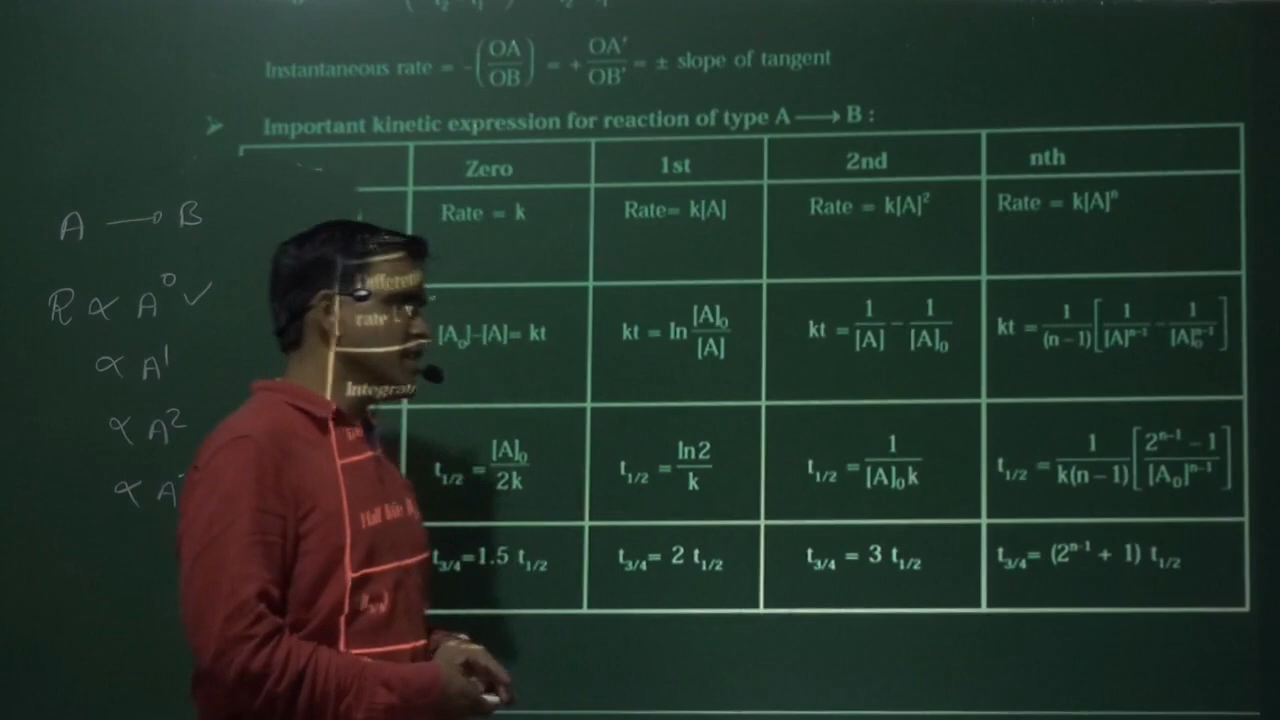 Instantaneous rate = -(OA/OB) = + OA'/OB' = ± slope of tangent
➢ Important kinetic expression for reaction of type A ⟶ B :
Zero 1st 2nd nth
Rate = k Rate= k[A] Rate = k[A]² Rate = k[A]ⁿ
rate
[A₀]–[A]= kt kt = ln [A]₀/[A] kt = 1/[A] − 1/[A]₀ kt = 1/(n − 1) [1/[A]ⁿ⁻¹ − 1/[A]₀ⁿ⁻¹]
t₁/₂ = [A]₀/2k t₁/₂ = ln2/k t₁/₂ = 1/[A]₀k t₁/₂ = 1/k(n − 1) [2ⁿ⁻¹ − 1/[A₀]ⁿ⁻¹]
Half
t₃/₄=1.5 t₁/₂ t₃/₄= 2 t₁/₂ t₃/₄ = 3 t₁/₂ t₃/₄= (2ⁿ⁻¹ + 1) t₁/₂
A ⟶ B
R ∝ A⁰ ✓
∝ A¹
∝ A²
∝ A